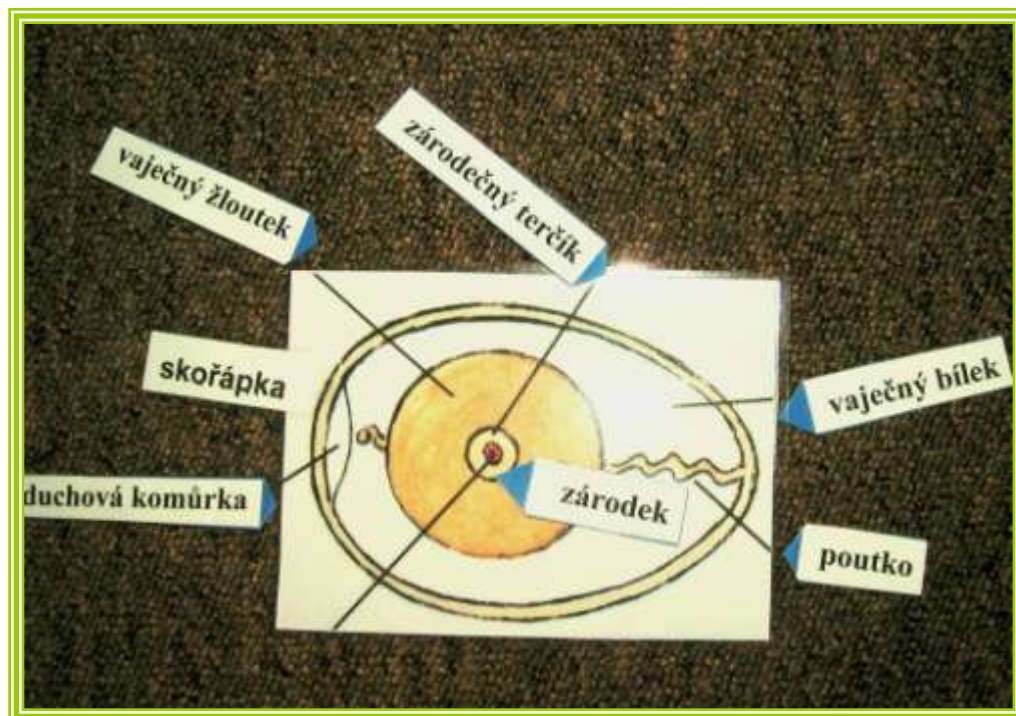 vaječný žloutek
zárodečný terčík
skořápka
vaječný bílek
duchová komůrka
zárodek
poutko